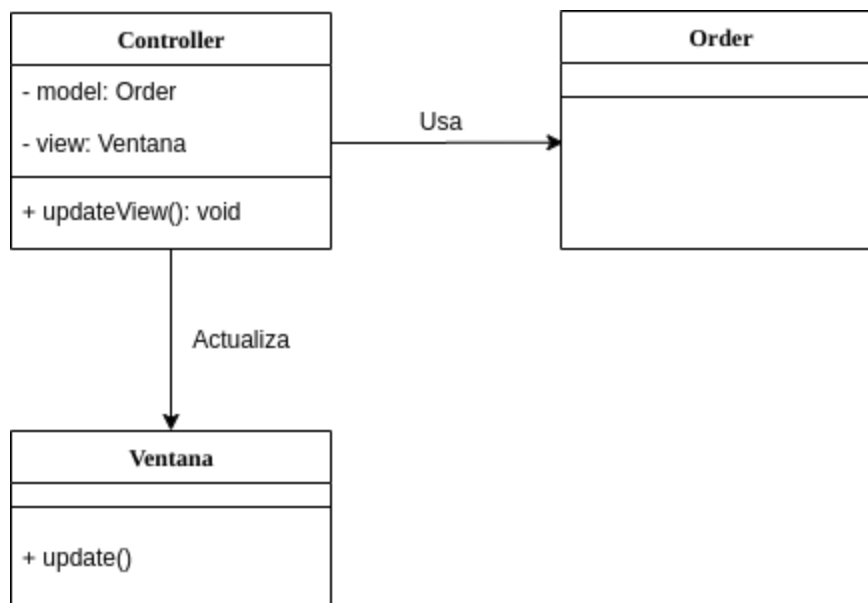 Controller
- model: Order
- view: Ventana
+ updateView(): void
Usa
Order
Actualiza
Ventana
+ update()